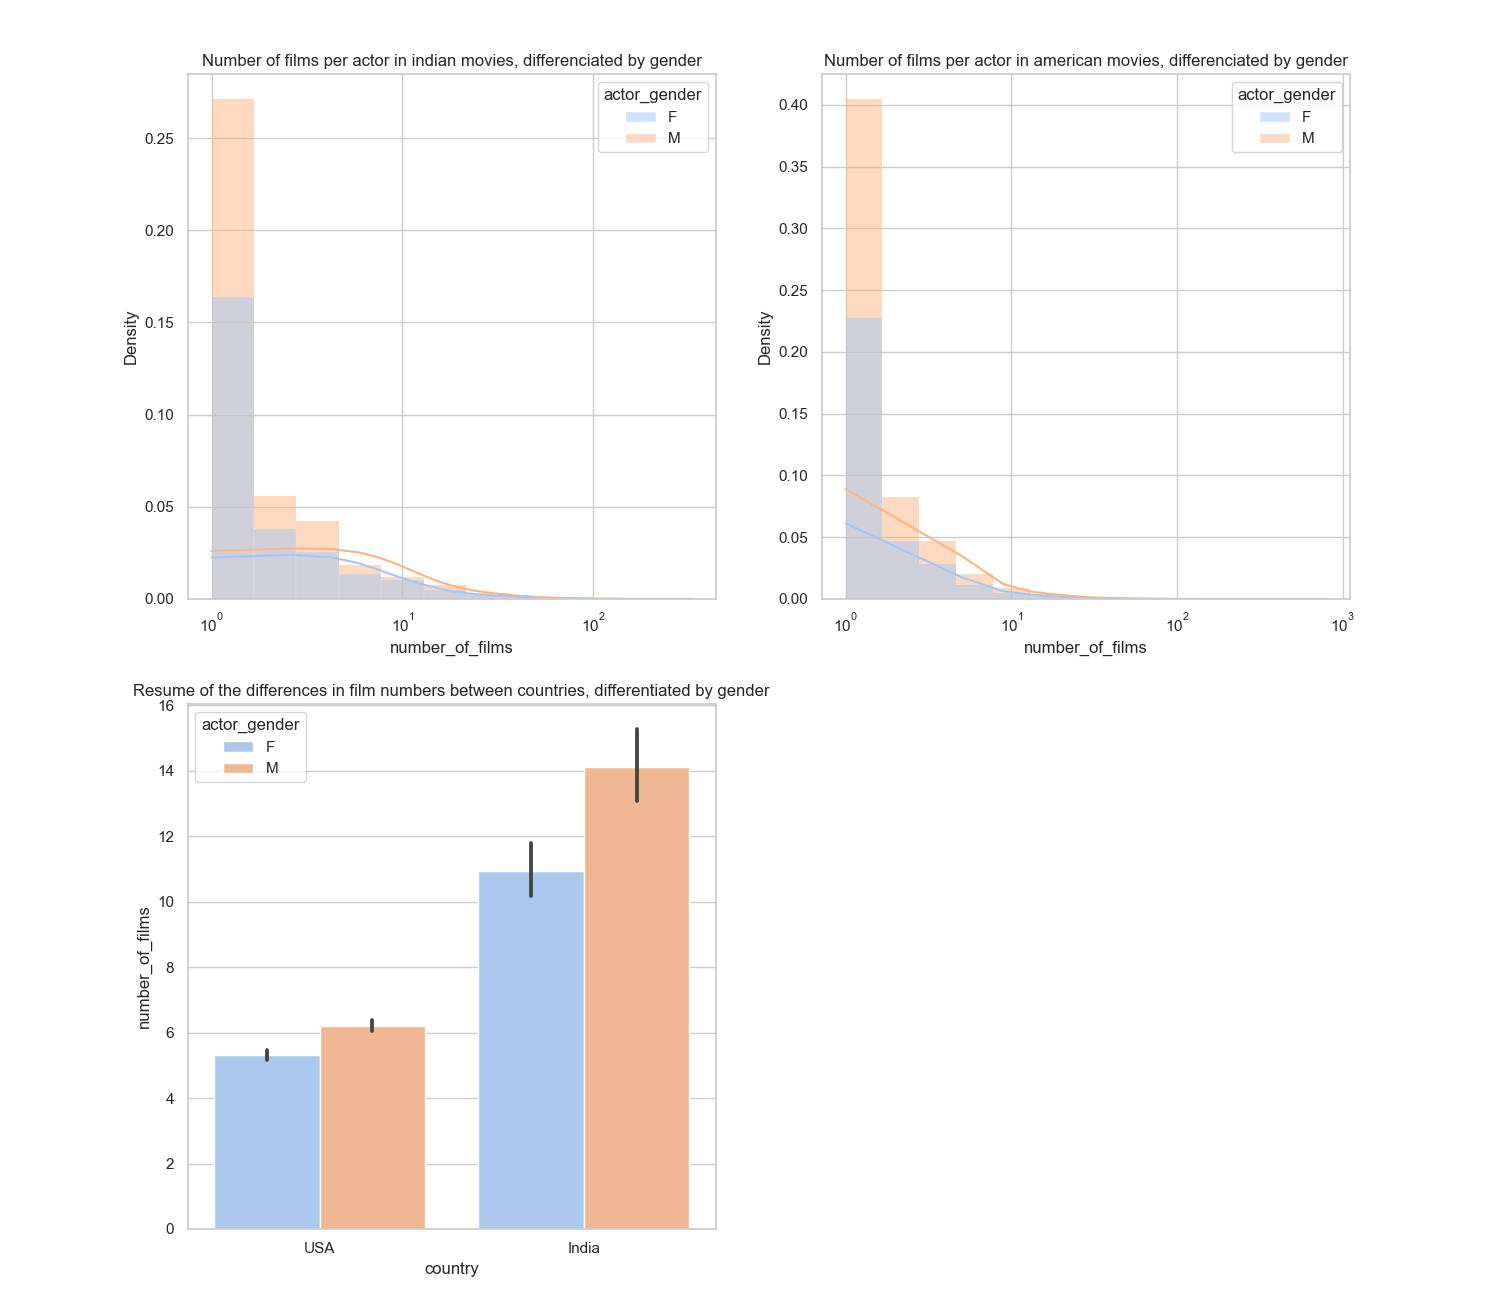 Number of films per actor in indian movies, differenciated by gender
actor_gender
F
M
0.25
0.20
0.15
0.10
0.05
0.00
Density
10^0
10^1
10^2
number_of_films
Number of films per actor in american movies, differenciated by gender
actor_gender
F
M
0.40
0.35
0.30
0.25
0.20
0.15
0.10
0.05
0.00
Density
10^0
10^1
10^2
10^3
number_of_films
Resume of the differences in film numbers between countries, differentiated by gender
actor_gender
F
M
16
14
12
10
8
6
4
2
0
number_of_films
USA
India
country